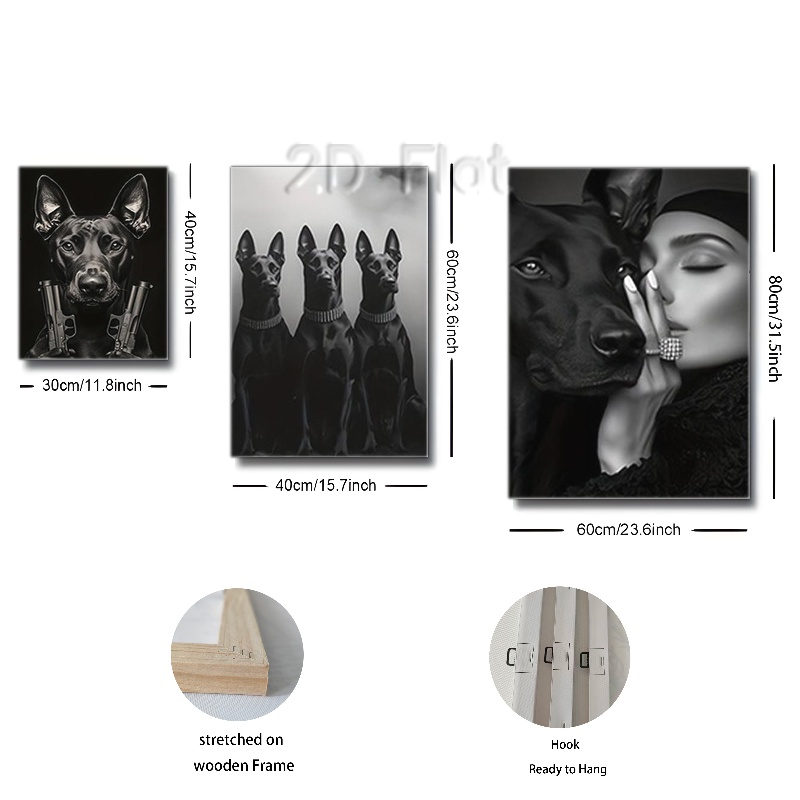 2D Flat
40cm/15.7inch
30cm/11.8inch
60cm/23.6inch
40cm/15.7inch
80cm/31.5inch
60cm/23.6inch
stretched on
wooden Frame
Hook
Ready to Hang